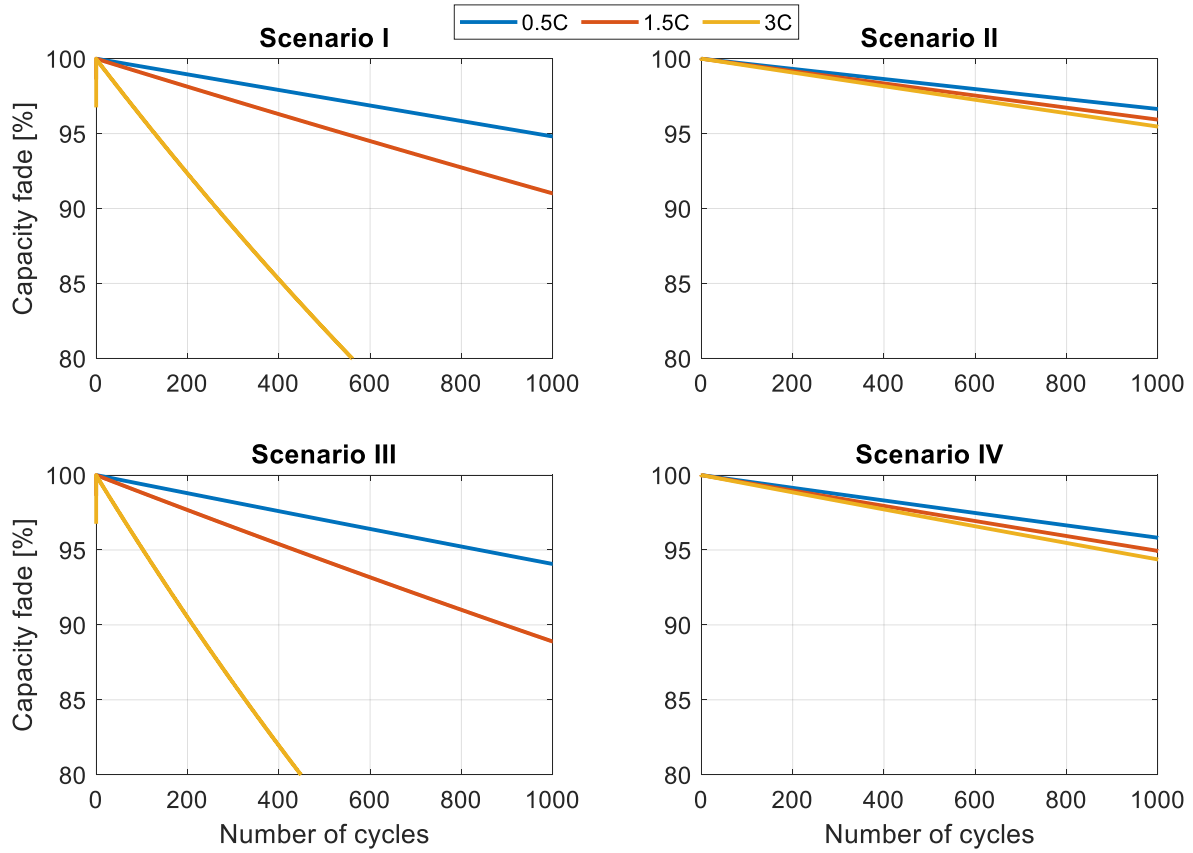 0.5C 1.5C 3C
Scenario I
Capacity fade [%]
100
95
90
85
80
0 200 400 600 800 1000
Scenario II
100
95
90
85
80
0 200 400 600 800 1000
Scenario III
Capacity fade [%]
100
95
90
85
80
0 200 400 600 800 1000
Number of cycles
Scenario IV
100
95
90
85
80
0 200 400 600 800 1000
Number of cycles